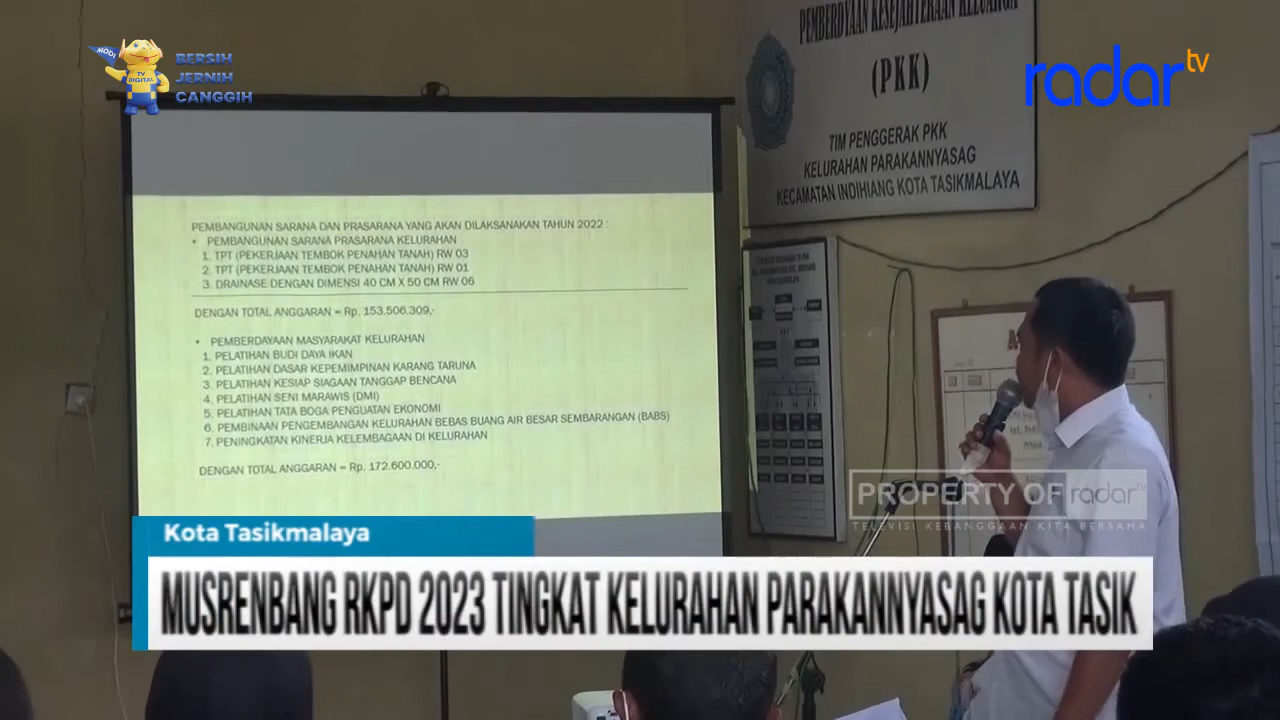 MODI
TV
DIGITAL
BERSIH
JERNIH
CANGGIH
radar tv
PEMBERDAYAAN KESEJAHTERAAN KELUARGA
(PKK)
TIM PENGGERAK PKK
KELURAHAN PARAKANNYASAG
KECAMATAN INDIHIANG KOTA TASIKMALAYA
PEMBANGUNAN SARANA DAN PRASARANA YANG AKAN DILAKSANAKAN TAHUN 2022 :
• PEMBANGUNAN SARANA PRASARANA KELURAHAN
1. TPT (PEKERJAAN TEMBOK PENAHAN TANAH) RW 03
2. TPT (PEKERJAAN TEMBOK PENAHAN TANAH) RW 01
3. DRAINASE DENGAN DIMENSI 40 CM X 50 CM RW 06
DENGAN TOTAL ANGGARAN = Rp. 153.506.309,-
• PEMBERDAYAAN MASYARAKAT KELURAHAN
1. PELATIHAN BUDI DAYA IKAN
2. PELATIHAN DASAR KEPEMIMPINAN KARANG TARUNA
3. PELATIHAN KESIAP SIAGAAN TANGGAP BENCANA
4. PELATIHAN SENI MARAWIS (DMI)
5. PELATIHAN TATA BOGA PENGUATAN EKONOMI
6. PEMBINAAN PENGEMBANGAN KELURAHAN BEBAS BUANG AIR BESAR SEMBARANGAN (BABS)
7. PENINGKATAN KINERJA KELEMBAGAAN DI KELURAHAN
DENGAN TOTAL ANGGARAN = Rp. 172.600.000,-
PROPERTY OF radar tv
TELEVISI KEBANGGAAN KITA BERSAMA
Kota Tasikmalaya
MUSRENBANG RKPD 2023 TINGKAT KELURAHAN PARAKANNYASAG KOTA TASIK